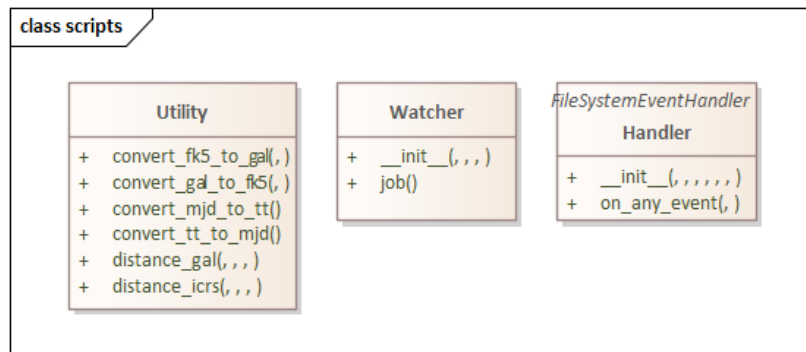 class scripts
Utility
+ convert_fk5_to_gal(, )
+ convert_gal_to_fk5(, )
+ convert_mjd_to_tt()
+ convert_tt_to_mjd()
+ distance_gal(, , , )
+ distance_icrs(, , , )
Watcher
+ __init__(, , , )
+ job()
FileSystemEventHandler
Handler
+ __init__(, , , , , , )
+ on_any_event(, )